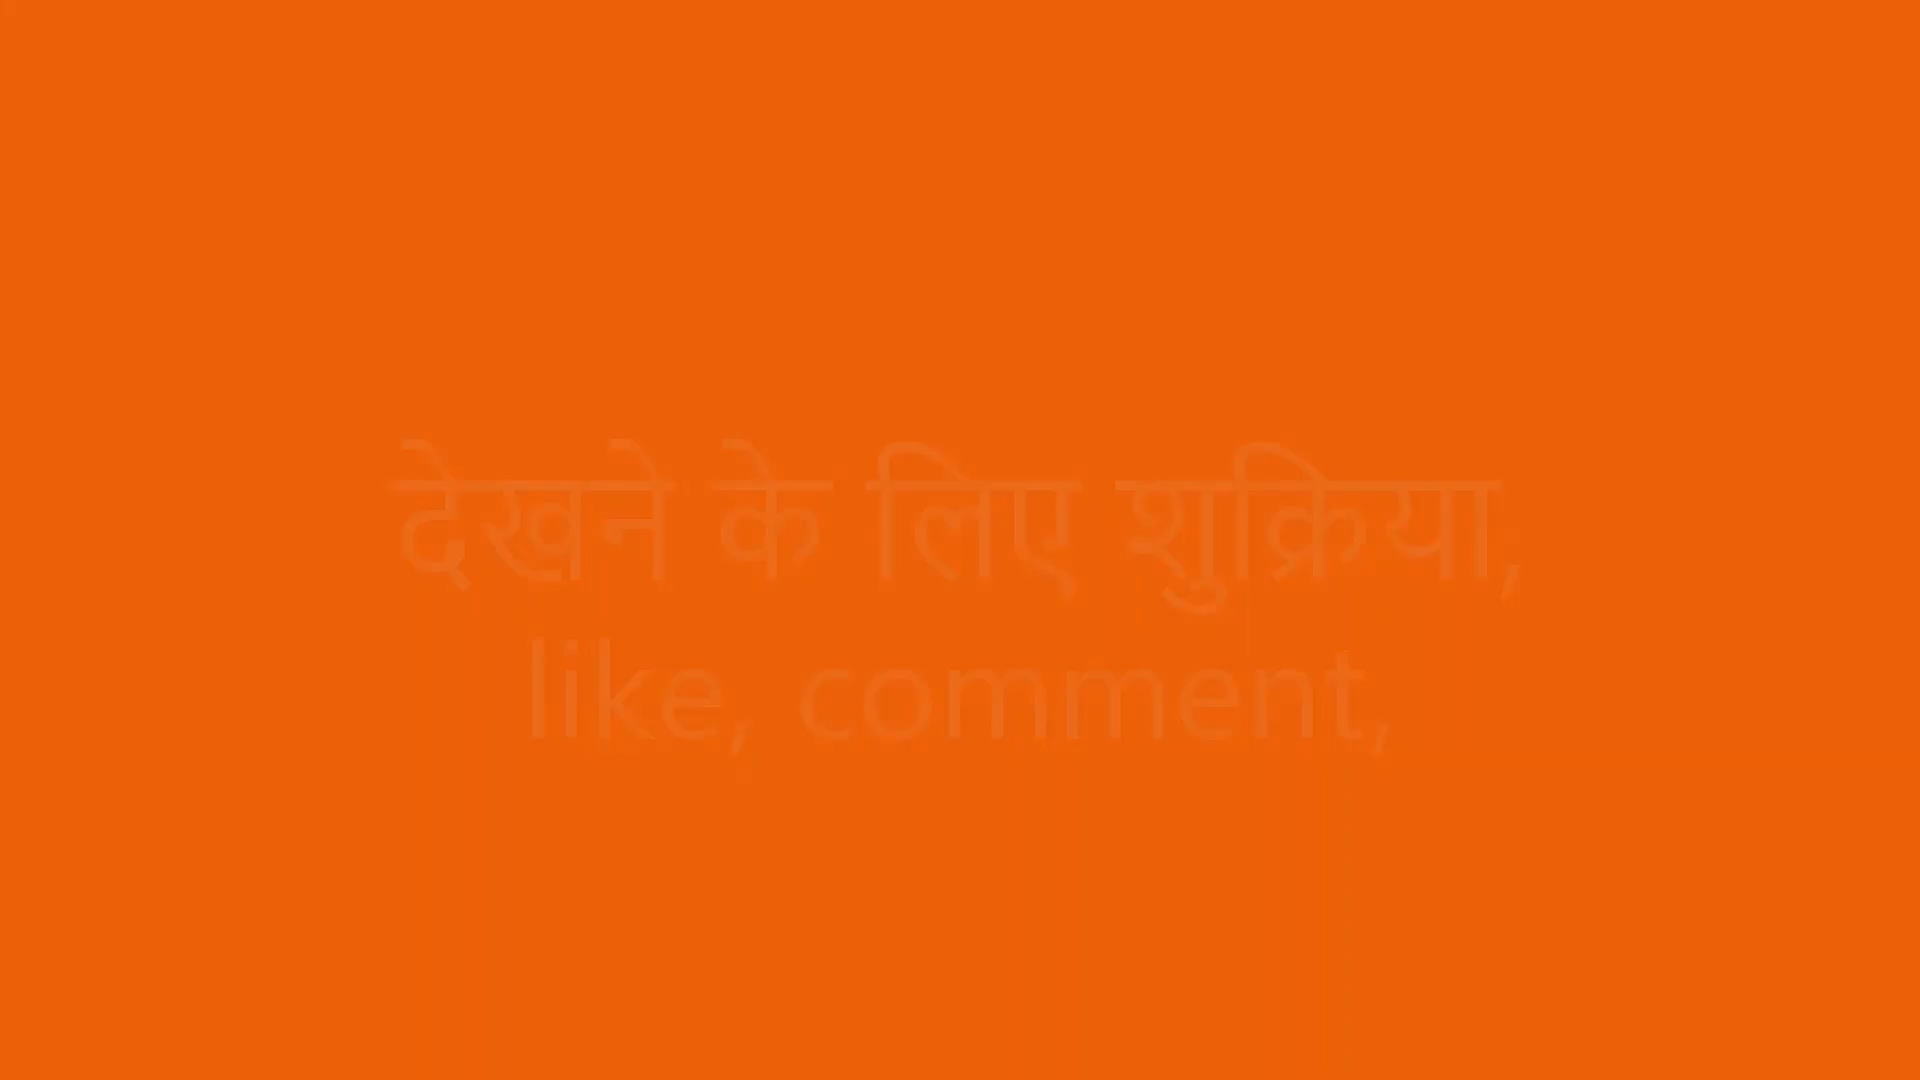 देखने के लिए शुक्रिया,
like, comment,